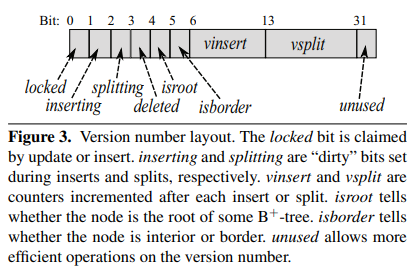 Bit: 0 1 2 3 4 5 6 13 31
vinsert vsplit
locked splitting isroot
inserting deleted isborder unused
Figure 3. Version number layout. The locked bit is claimed
by update or insert. inserting and splitting are “dirty” bits set
during inserts and splits, respectively. vinsert and vsplit are
counters incremented after each insert or split. isroot tells
whether the node is the root of some B+-tree. isborder tells
whether the node is interior or border. unused allows more
efficient operations on the version number.